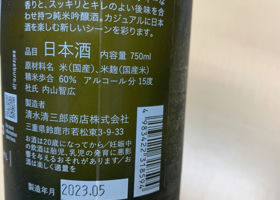 香りと、スッキリとキレのよい後味を合
わせ持つ純米吟醸酒。カジュアルに日本
酒を楽しむ新しいシーンを彩ります。
品目 日本酒 内容量 750ml
原材料名 米(国産)、米麹(国産)
精米歩合 60% アルコール分 15度
杜氏 内山智広
製造者
清水清三郎商店株式会社
三重県鈴鹿市若松東3-9-33
お酒は20歳になってから/妊娠中
の飲酒は胎児、乳児の発育に悪影
響を与えるおそれがあります/お
酒は楽しく適量を
製造年月 2023.05